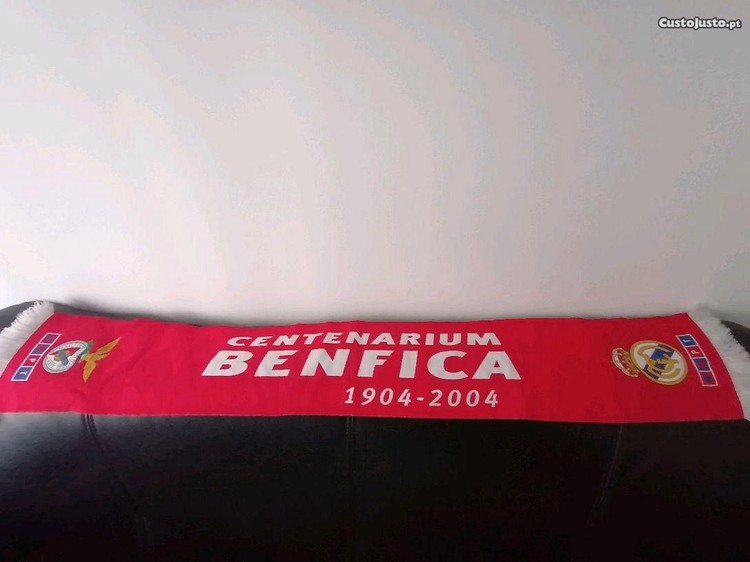 CustoJusto.pt
CENTENARIUM
BENFICA
1904-2004